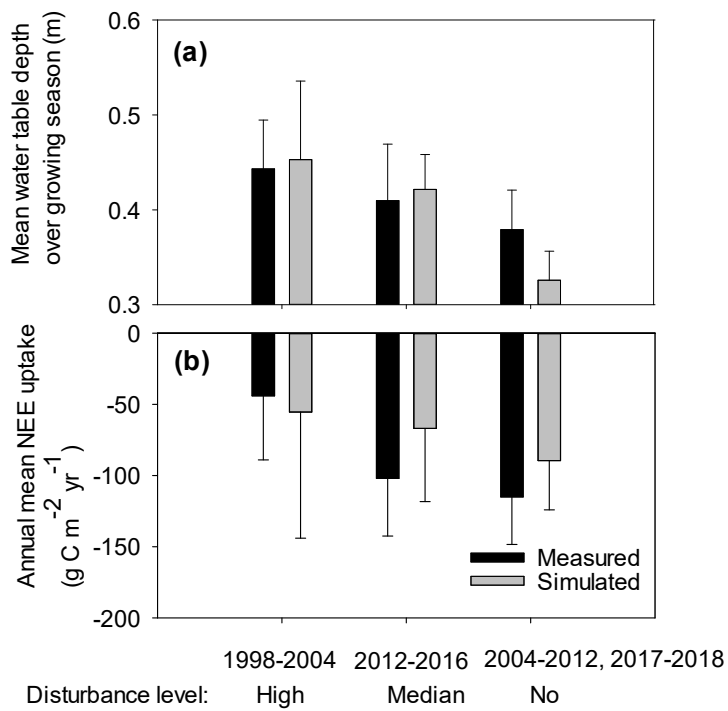 Mean water table depth
over growing season (m)
0.6
0.5
0.4
0.3
(a)
Annual mean NEE uptake
(g C m-2 yr-1)
0
-50
-100
-150
-200
(b)
Measured
Simulated
1998-2004 2012-2016 2004-2012, 2017-2018
Disturbance level: High Median No